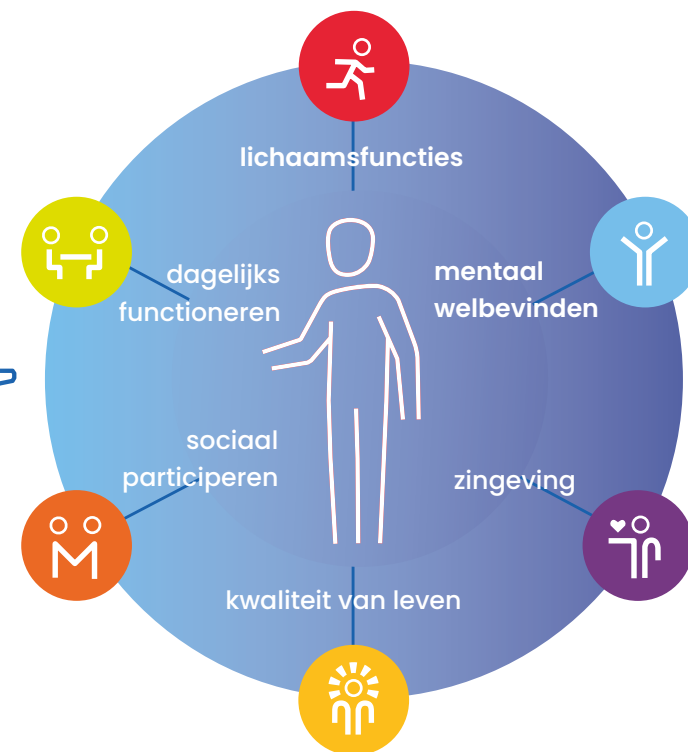 lichaamsfuncties
mentaal
welbevinden
zingeving
kwaliteit van leven
sociaal
participeren
dagelijks
functioneren